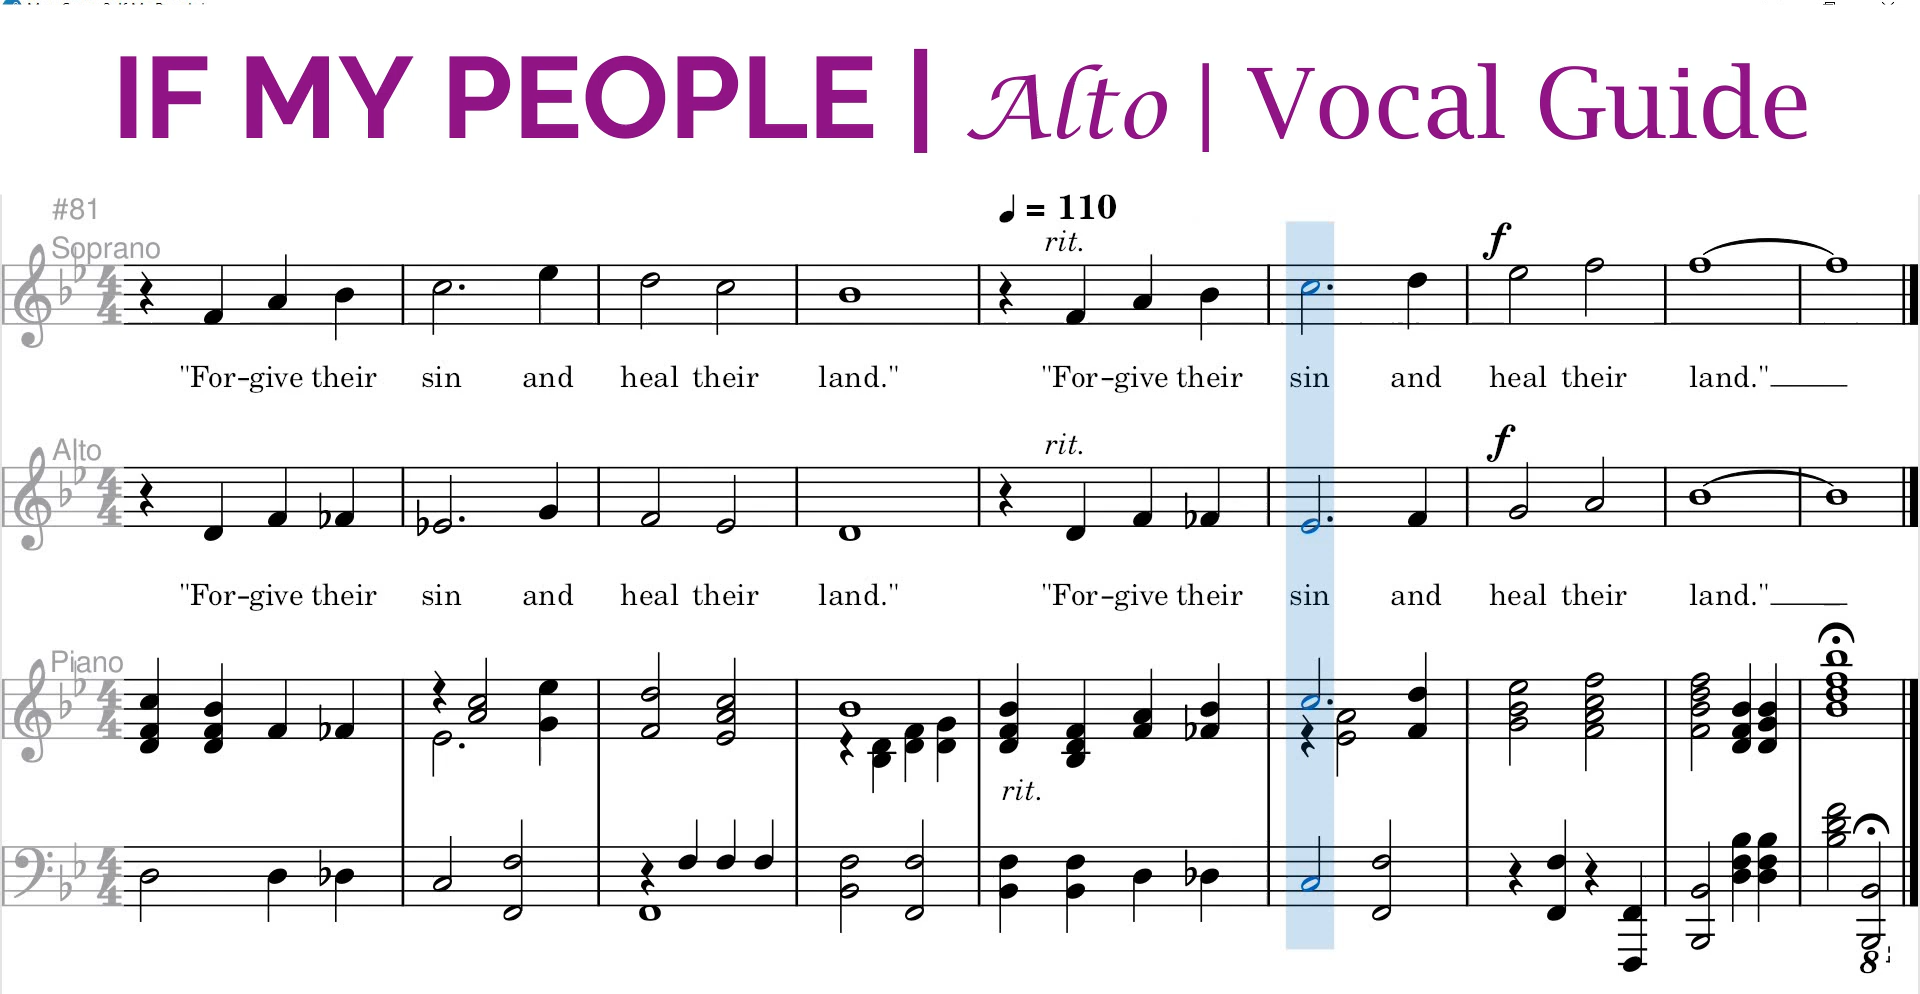 IF MY PEOPLE | Alto | Vocal Guide
#81
♩ = 110
Soprano
rit.
f
"For-give their sin and heal their land." "For-give their sin and heal their land."
Alto
rit.
f
"For-give their sin and heal their land." "For-give their sin and heal their land."
Piano
rit.
8